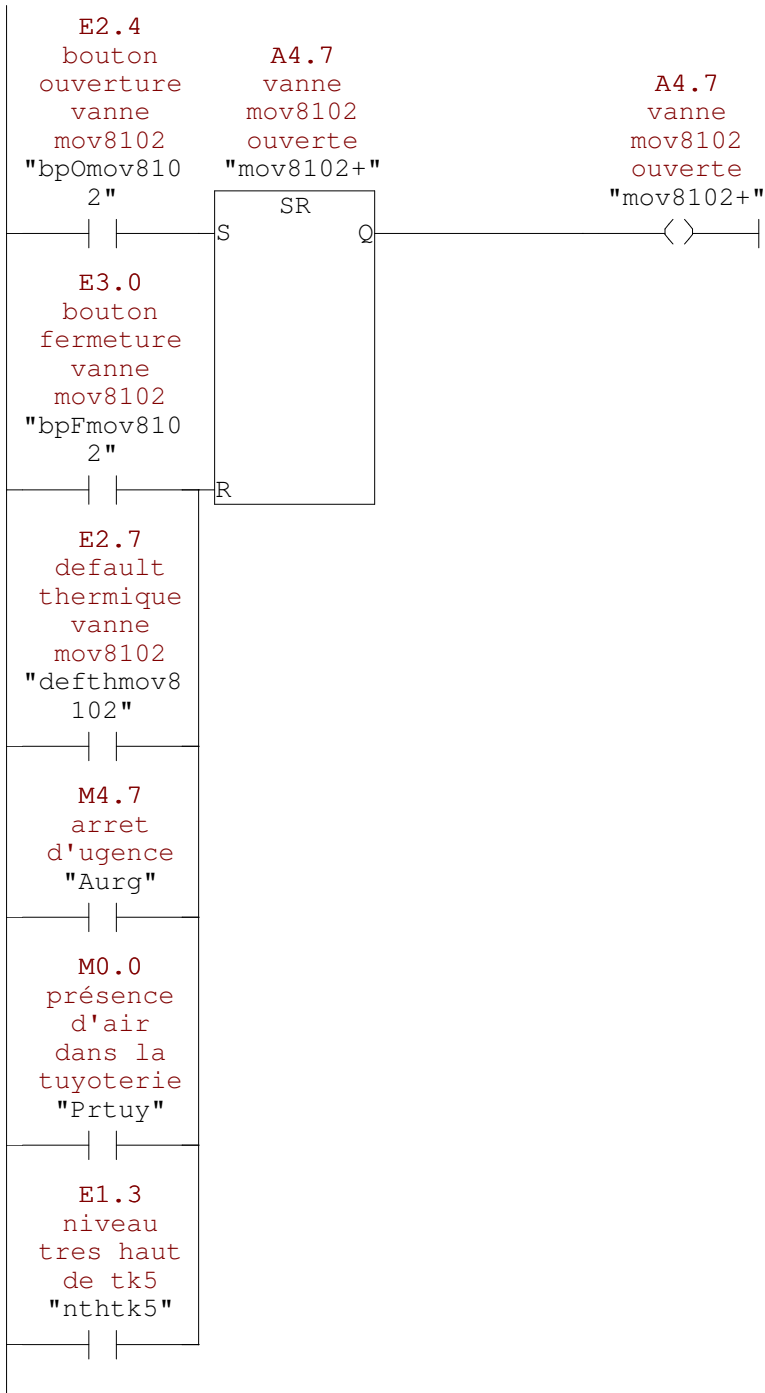 E2.4
bouton
ouverture
vanne
mov8102
"bpOmov810
2"
A4.7
vanne
mov8102
ouverte
"mov8102+"
A4.7
vanne
mov8102
ouverte
"mov8102+"
SR
S
Q
E3.0
bouton
fermeture
vanne
mov8102
"bpFmov810
2"
R
E2.7
default
thermique
vanne
mov8102
"defthmov8
102"
M4.7
arret
d'ugence
"Aurg"
M0.0
présence
d'air
dans la
tuyoterie
"Prtuy"
E1.3
niveau
tres haut
de tk5
"nthtk5"